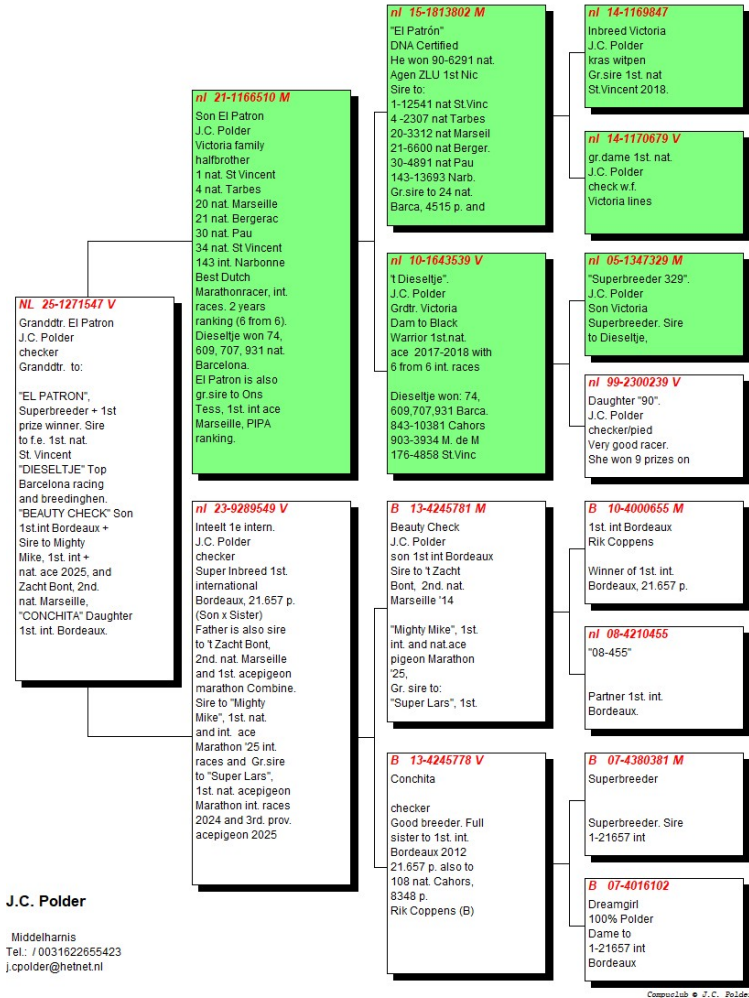 NL 25-1271547 V
Granddtr. El Patron
J.C. Polder
checker
Granddtr. to:
"EL PATRON",
Superbreeder + 1st
prize winner. Sire
to f.e. 1st. nat.
St. Vincent
"DIESELTJE" Top
Barcelona racing
and breedinghen.
"BEAUTY CHECK" Son
1st.int Bordeaux +
Sire to Mighty
Mike, 1st. int +
nat. ace 2025, and
Zacht Bont, 2nd.
nat. Marseille,
"CONCHITA" Daughter
1st. int. Bordeaux.
nl 21-1166510 M
Son El Patron
J.C. Polder
Victoria family
halfbrother
1 nat. St Vincent
4 nat. Tarbes
20 nat. Marseille
21 nat. Bergerac
30 nat. Pau
34 nat. St Vincent
143 int. Narbonne
Best Dutch
Marathonracer, int.
races. 2 years
ranking (6 from 6).
Dieseltje won 74,
609, 707, 931 nat.
Barcelona.
El Patron is also
gr.sire to Ons
Tess, 1st. int ace
Marseille, PIPA
ranking.
nl 23-9289549 V
Inteelt 1e intern.
J.C. Polder
checker
Super Inbreed 1st.
international
Bordeaux, 21.657 p.
(Son x Sister)
Father is also sire
to 't Zacht Bont,
2nd. nat. Marseille
and 1st. acepigeon
marathon Combine.
Sire to "Mighty
Mike", 1st. nat.
and int. ace
Marathon '25 int.
races and Gr.sire
to "Super Lars",
1st. nat. acepigeon
Marathon int. races
2024 and 3rd. prov.
acepigeon 2025
nl 15-1813802 M
"El Patrón"
DNA Certified
He won 90-6291 nat.
Agen ZLU 1st Nic
Sire to:
1-12541 nat St.Vinc
4 -2307 nat Tarbes
20-3312 nat Marseil
21-6600 nat Berger.
30-4891 nat Pau
143-13693 Narb.
Gr.sire to 24 nat.
Barca, 4515 p. and
nl 10-1643539 V
't Dieseltje".
J.C. Polder
Grdtr. Victoria
Dam to Black
Warrior 1st.nat.
ace 2017-2018 with
6 from 6 int. races
Dieseltje won: 74,
609,707,931 Barca.
843-10381 Cahors
903-3934 M. de M
176-4858 St.Vinc
B 13-4245781 M
Beauty Check
J.C. Polder
son 1st int Bordeaux
Sire to 't Zacht
Bont, 2nd. nat.
Marseille '14
"Mighty Mike", 1st.
int. and nat.ace
pigeon Marathon
'25,
Gr. sire to:
"Super Lars", 1st.
B 13-4245778 V
Conchita
checker
Good breeder. Full
sister to 1st. int.
Bordeaux 2012
21.657 p. also to
108 nat. Cahors,
8348 p.
Rik Coppens (B)
nl 14-1169847
Inbreed Victoria
J.C. Polder
kras witpen
Gr.sire 1st. nat
St.Vincent 2018.
nl 14-1170679 V
gr.dame 1st. nat.
J.C. Polder
check w.f.
Victoria lines
nl 05-1347329 M
"Superbreeder 329".
J.C. Polder
Son Victoria
Superbreeder. Sire
to Dieseltje,
nl 99-2300239 V
Daughter "90".
J.C. Polder
checker/pied
Very good racer.
She won 9 prizes on
B 10-4000655 M
1st. int Bordeaux
Rik Coppens
Winner of 1st. int.
Bordeaux, 21.657 p.
nl 08-4210455
"08-455"
Partner 1st. int.
Bordeaux.
B 07-4380381 M
Superbreeder
Superbreeder. Sire
1-21657 int
B 07-4016102
Dreamgirl
100% Polder
Dame to
1-21657 int
Bordeaux
J.C. Polder
Middelharnis
Tel.: / 0031622655423
j.cpolder@hetnet.nl
Compuclub © J.C. Polde